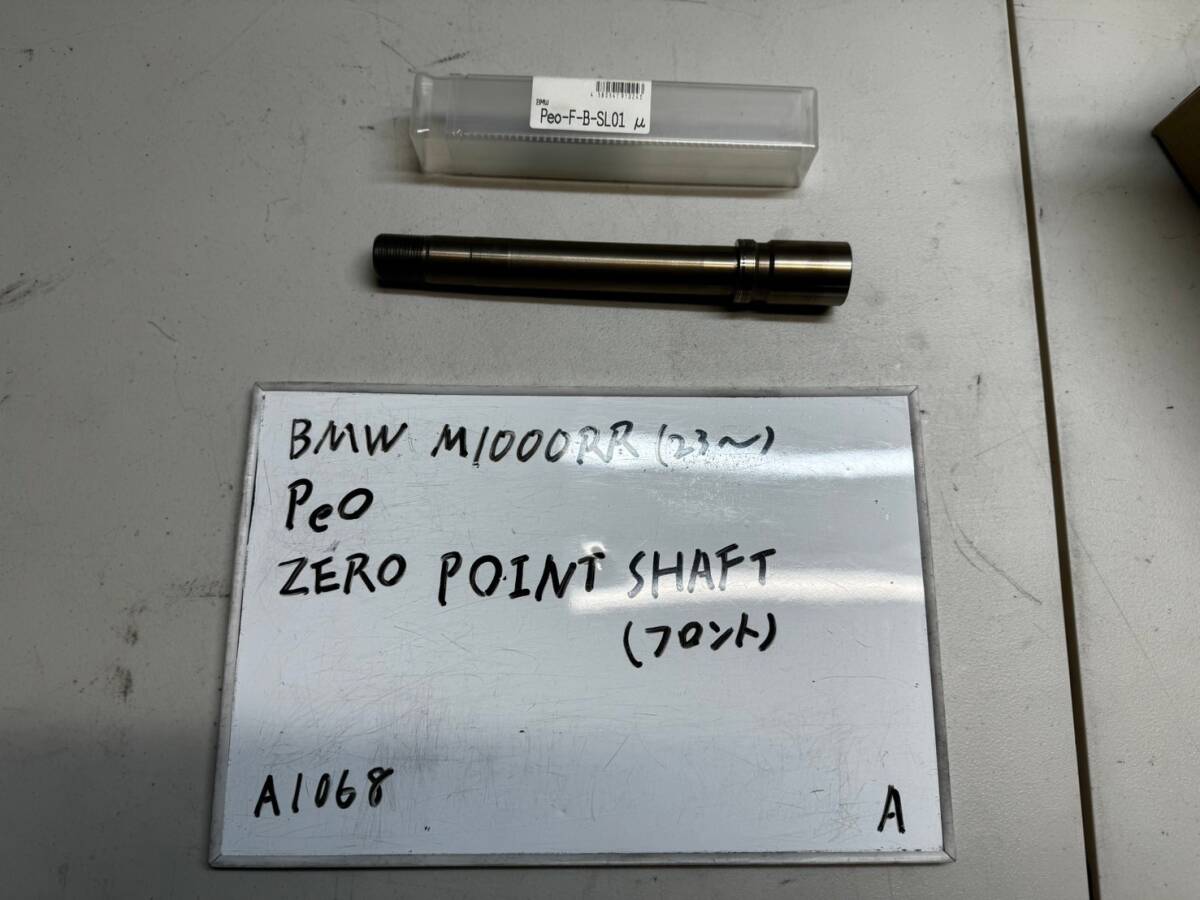 BMW
Peo-F-B-SL01 μ
BMW M1000RR (23～)
PeO
ZERO POINT SHAFT
(フロント)
A1068
A